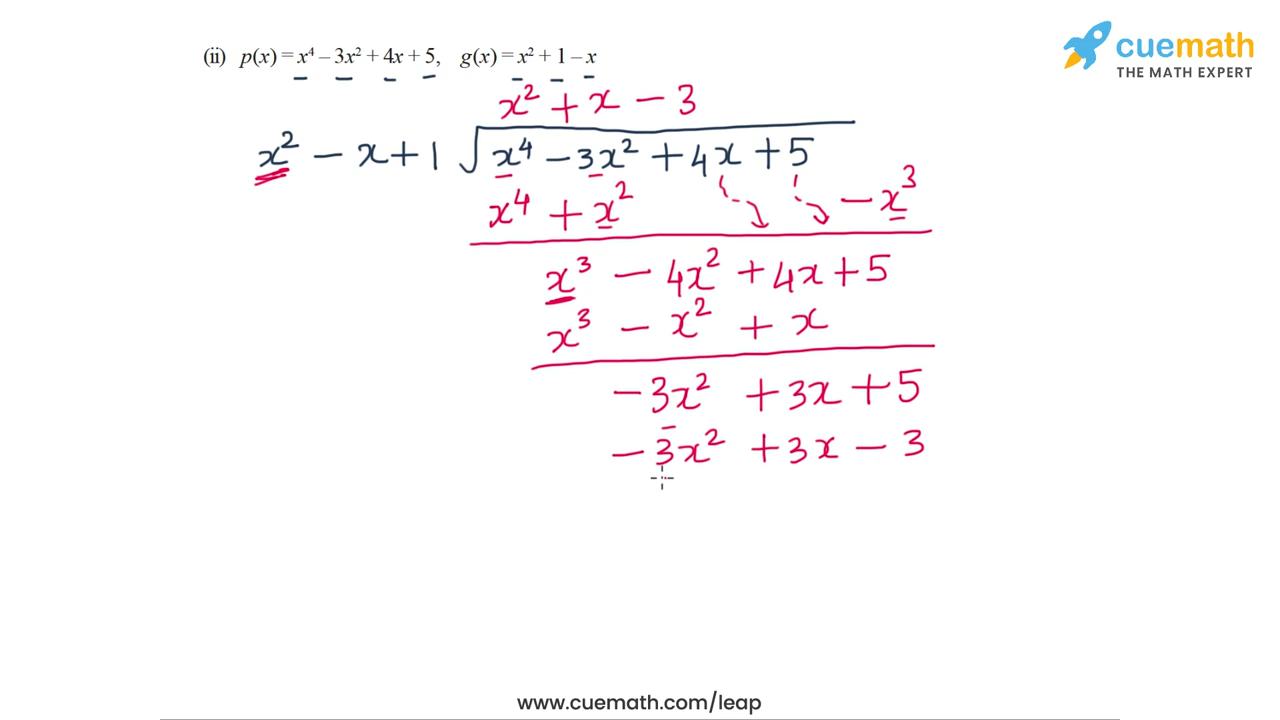 (ii) p(x) = x⁴ – 3x² + 4x + 5, g(x) = x² + 1 – x
cuemath
THE MATH EXPERT
x² + x − 3
x² − x + 1 √ x⁴ − 3x² + 4x + 5
x⁴ + x² − x³
x³ − 4x² + 4x + 5
x³ − x² + x
−3x² + 3x + 5
−3x² + 3x − 3
www.cuemath.com/leap